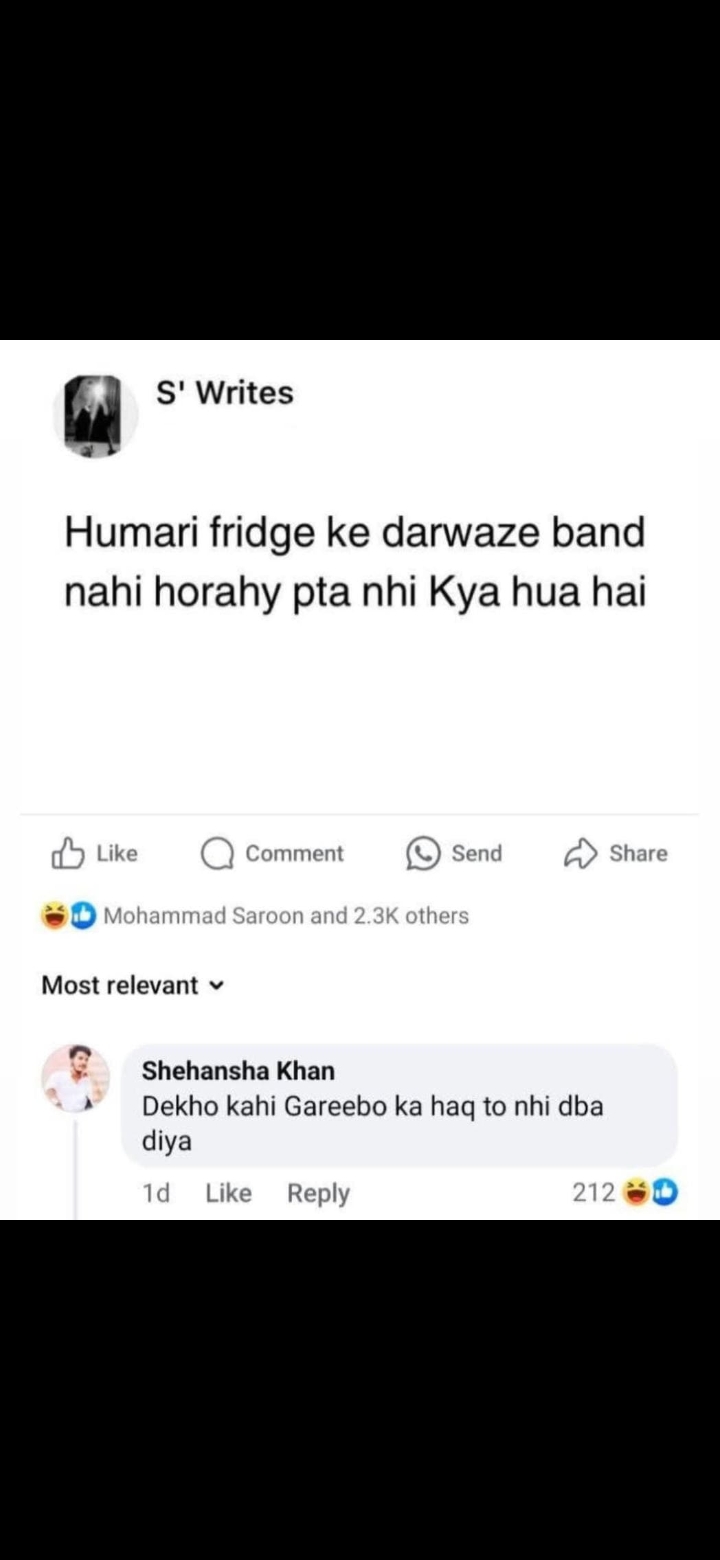 S' Writes
Humari fridge ke darwaze band
nahi horahy pta nhi Kya hua hai
Like Comment Send Share
Mohammad Saroon and 2.3K others
Most relevant
Shehansha Khan
Dekho kahi Gareebo ka haq to nhi dba
diya
1d Like Reply 212